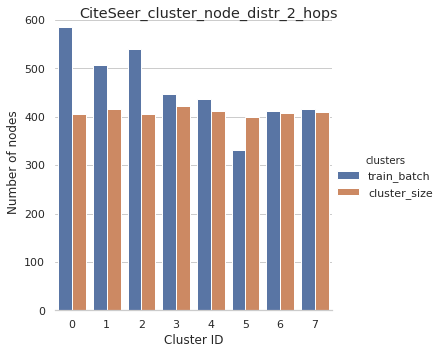 CiteSeer_cluster_node_distr_2_hops
600
500
400
300
200
100
0
Number of nodes
0 1 2 3 4 5 6 7
Cluster ID
clusters
train_batch
cluster_size